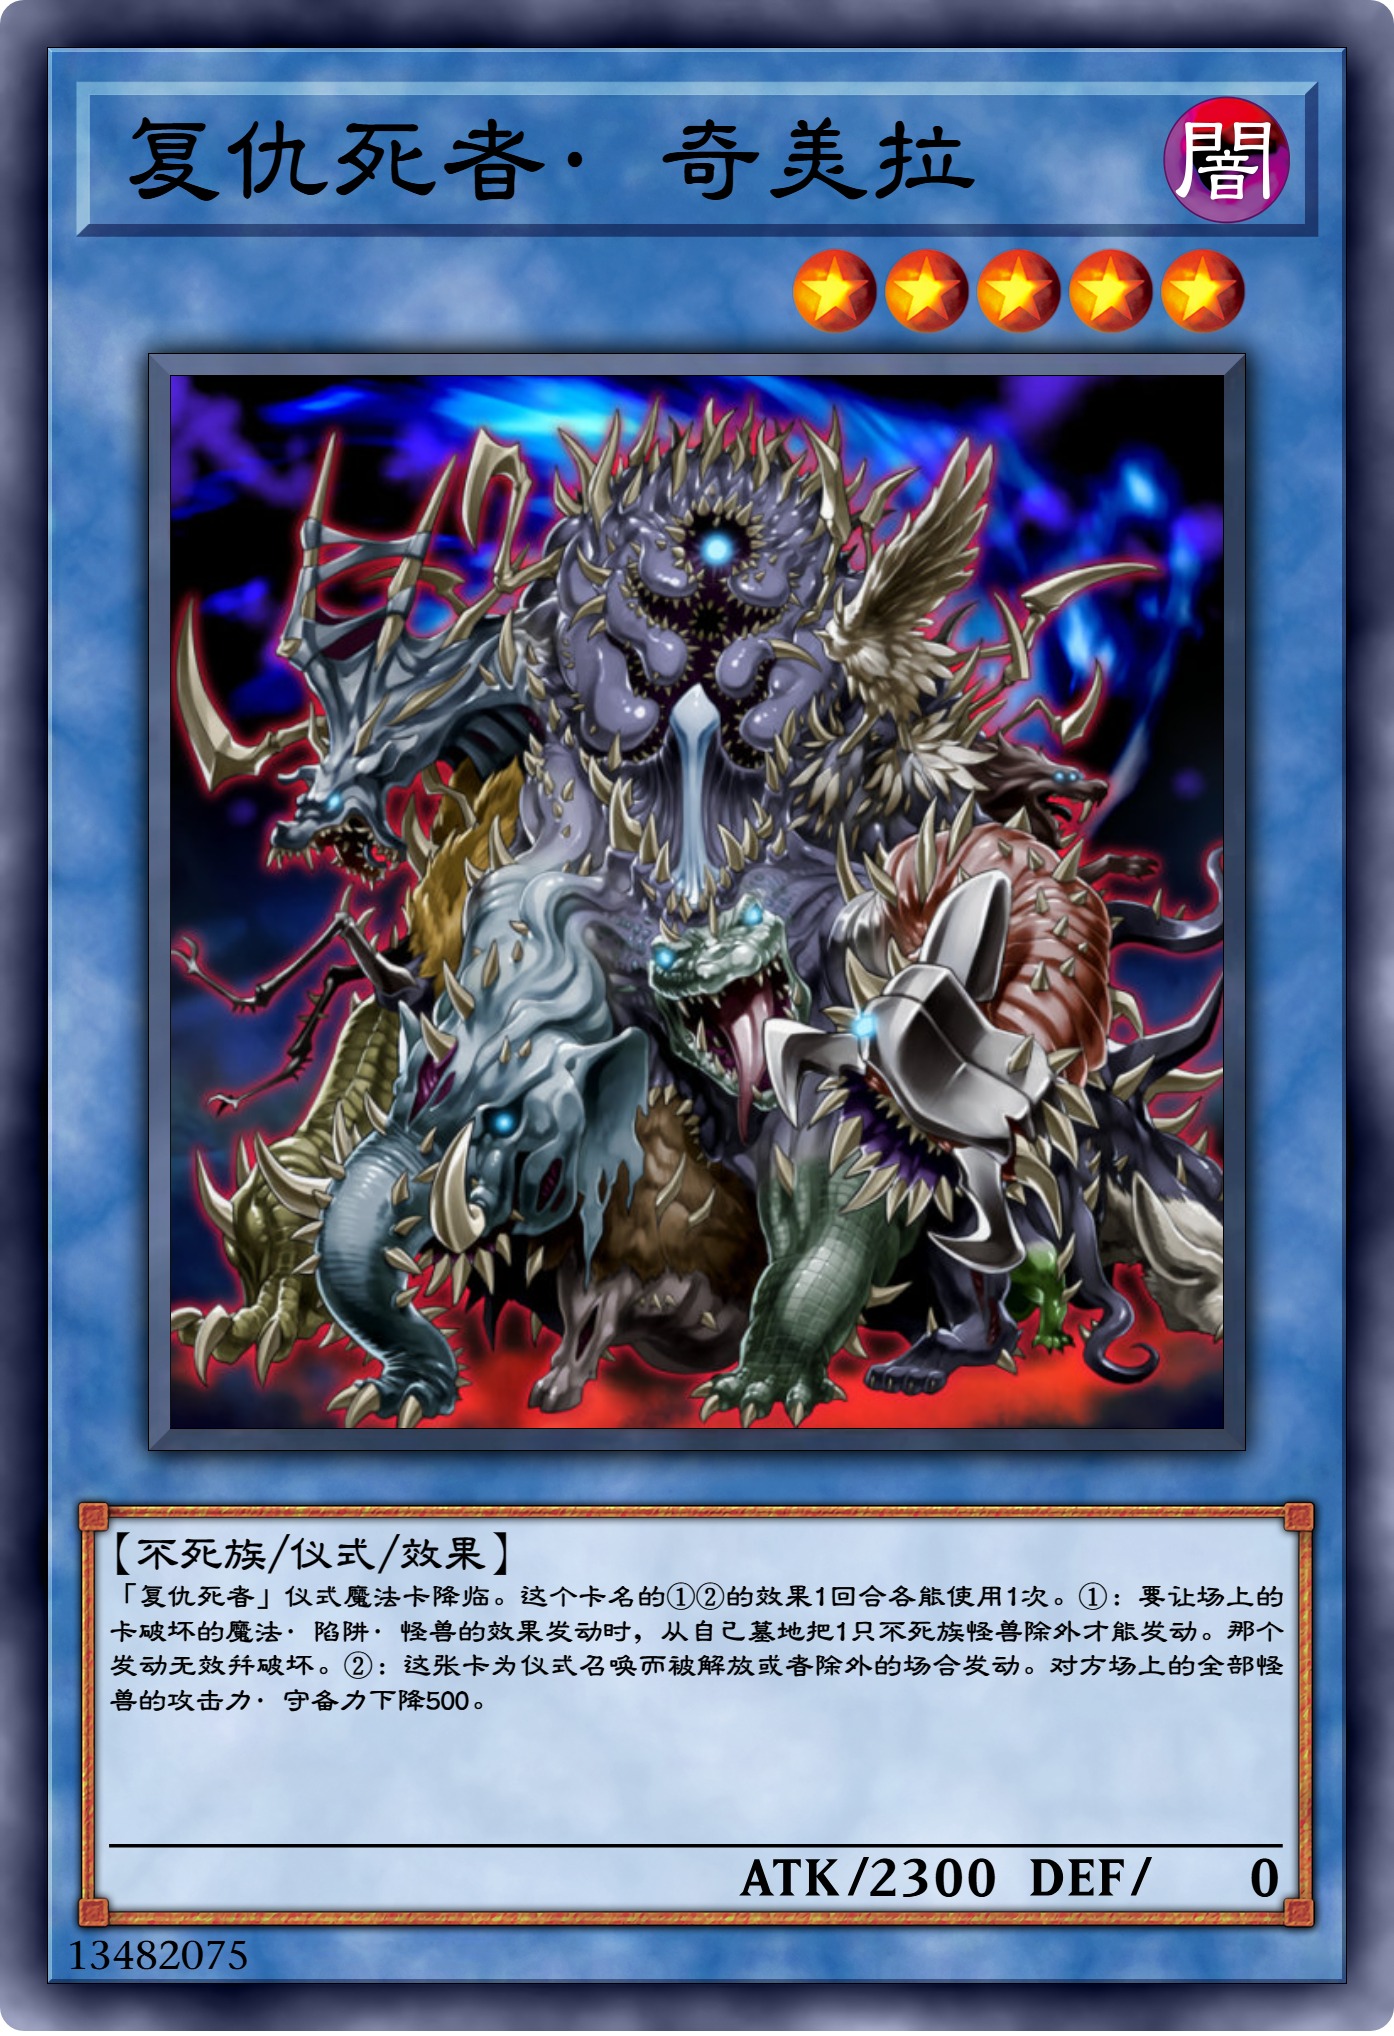 复仇死者·奇美拉
闇
【不死族/仪式/效果】
「复仇死者」仪式魔法卡降临。这个卡名的①②的效果1回合各能使用1次。①：要让场上的
卡破坏的魔法·陷阱·怪兽的效果发动时，从自己墓地把1只不死族怪兽除外才能发动。那个
发动无效并破坏。②：这张卡为仪式召唤而被解放或者除外的场合发动。对方场上的全部怪
兽的攻击力·守备力下降500。
ATK/2300 DEF/ 0
13482075